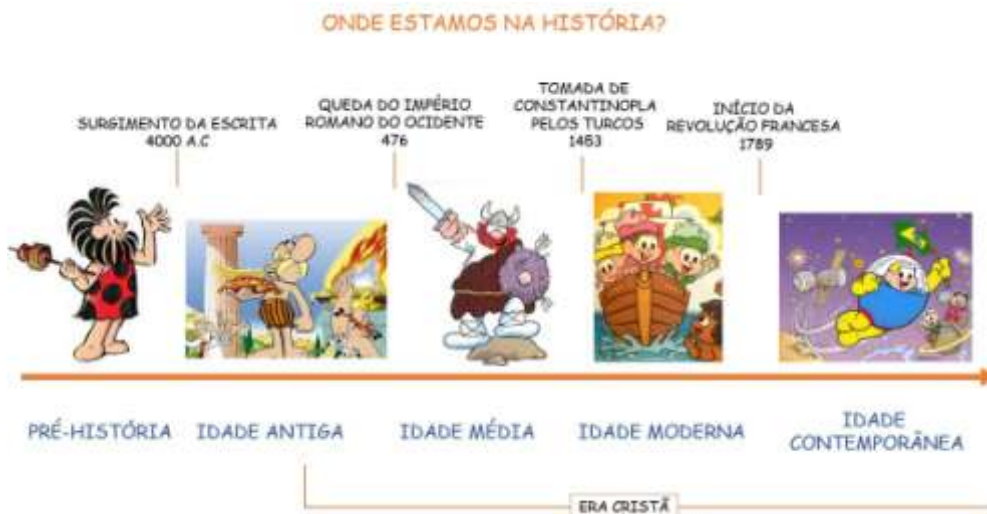 ONDE ESTAMOS NA HISTÓRIA?
SURGIMENTO DA ESCRITA
4000 A.C
QUEDA DO IMPÉRIO
ROMANO DO OCIDENTE
476
TOMADA DE
CONSTANTINOPLA
PELOS TURCOS
1453
INÍCIO DA
REVOLUÇÃO FRANCESA
1789
PRÉ-HISTÓRIA
IDADE ANTIGA
IDADE MÉDIA
IDADE MODERNA
IDADE
CONTEMPORÂNEA
ERA CRISTÃ